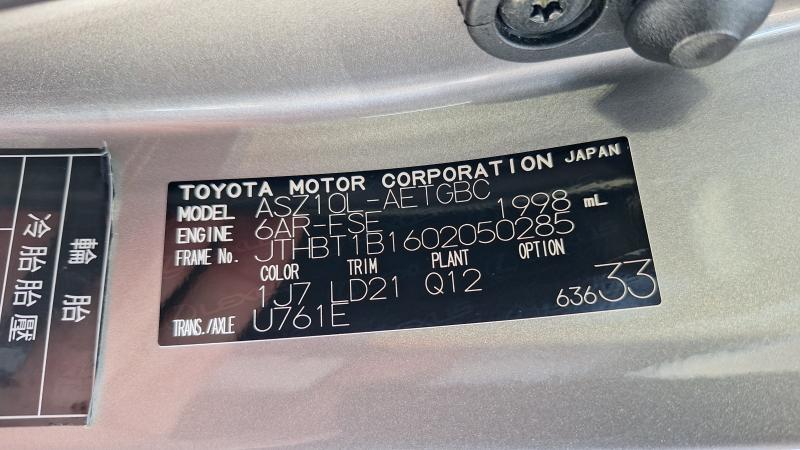 TOYOTA MOTOR CORPORATION JAPAN
MODEL ASZ10L-AETGBC
ENGINE 6AR-FSE 1998 mL
FRAME No. JTHBT1B1602050285
COLOR TRIM PLANT OPTION
1J7 LD21 Q12
TRANS./AXLE U761E 636 33
輪胎
冷胎胎壓